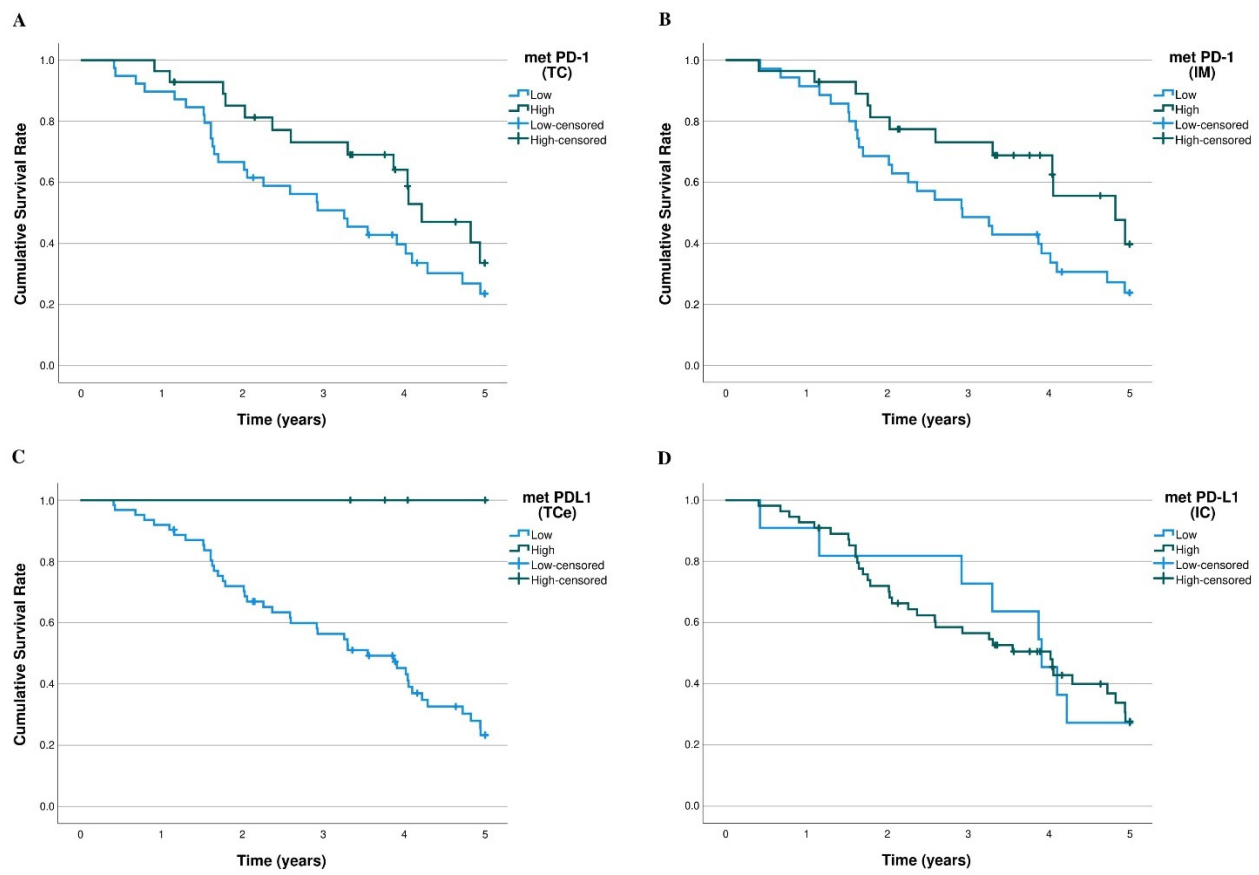 A
met PD-1
(TC)
Low
High
Low-censored
High-censored
Cumulative Survival Rate
1.0
0.8
0.6
0.4
0.2
0.0
0 1 2 3 4 5
Time (years)
B
met PD-1
(IM)
Low
High
Low-censored
High-censored
Cumulative Survival Rate
1.0
0.8
0.6
0.4
0.2
0.0
0 1 2 3 4 5
Time (years)
C
met PDL1
(TCe)
Low
High
Low-censored
High-censored
Cumulative Survival Rate
1.0
0.8
0.6
0.4
0.2
0.0
0 1 2 3 4 5
Time (years)
D
met PD-L1
(IC)
Low
High
Low-censored
High-censored
Cumulative Survival Rate
1.0
0.8
0.6
0.4
0.2
0.0
0 1 2 3 4 5
Time (years)